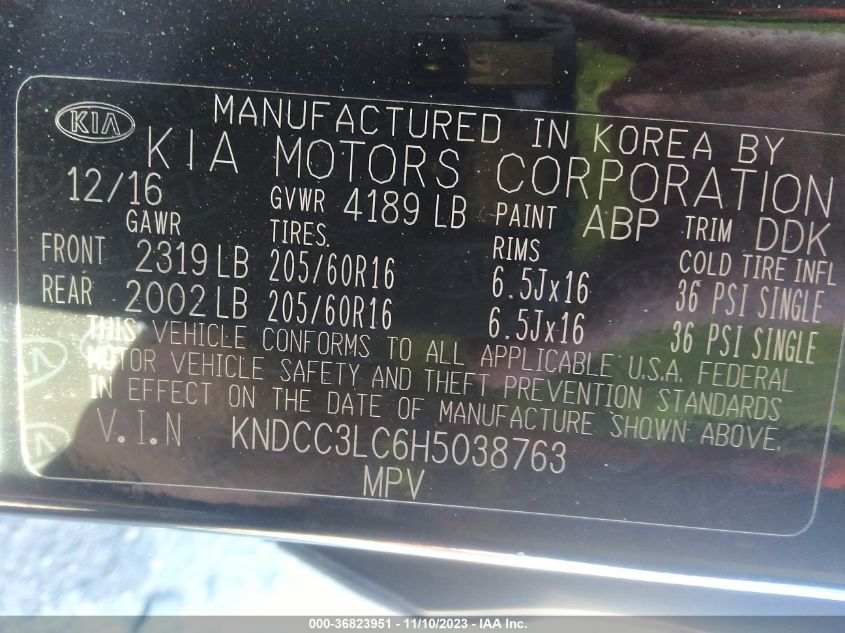 KIA
MANUFACTURED IN KOREA BY
KIA MOTORS CORPORATION
12/16 GVWR 4189 LB PAINT ABP TRIM DDK
GAWR TIRES. RIMS COLD TIRE INFL
FRONT 2319 LB 205/60R16 6.5Jx16 36 PSI SINGLE
REAR 2002 LB 205/60R16 6.5Jx16 36 PSI SINGLE
THIS VEHICLE CONFORMS TO ALL APPLICABLE U.S.A. FEDERAL
MOTOR VEHICLE SAFETY AND THEFT PREVENTION STANDARDS
IN EFFECT ON THE DATE OF MANUFACTURE SHOWN ABOVE.
V.I.N KNDCC3LC6H5038763
MPV
000-36823951 - 11/10/2023 - IAA Inc.